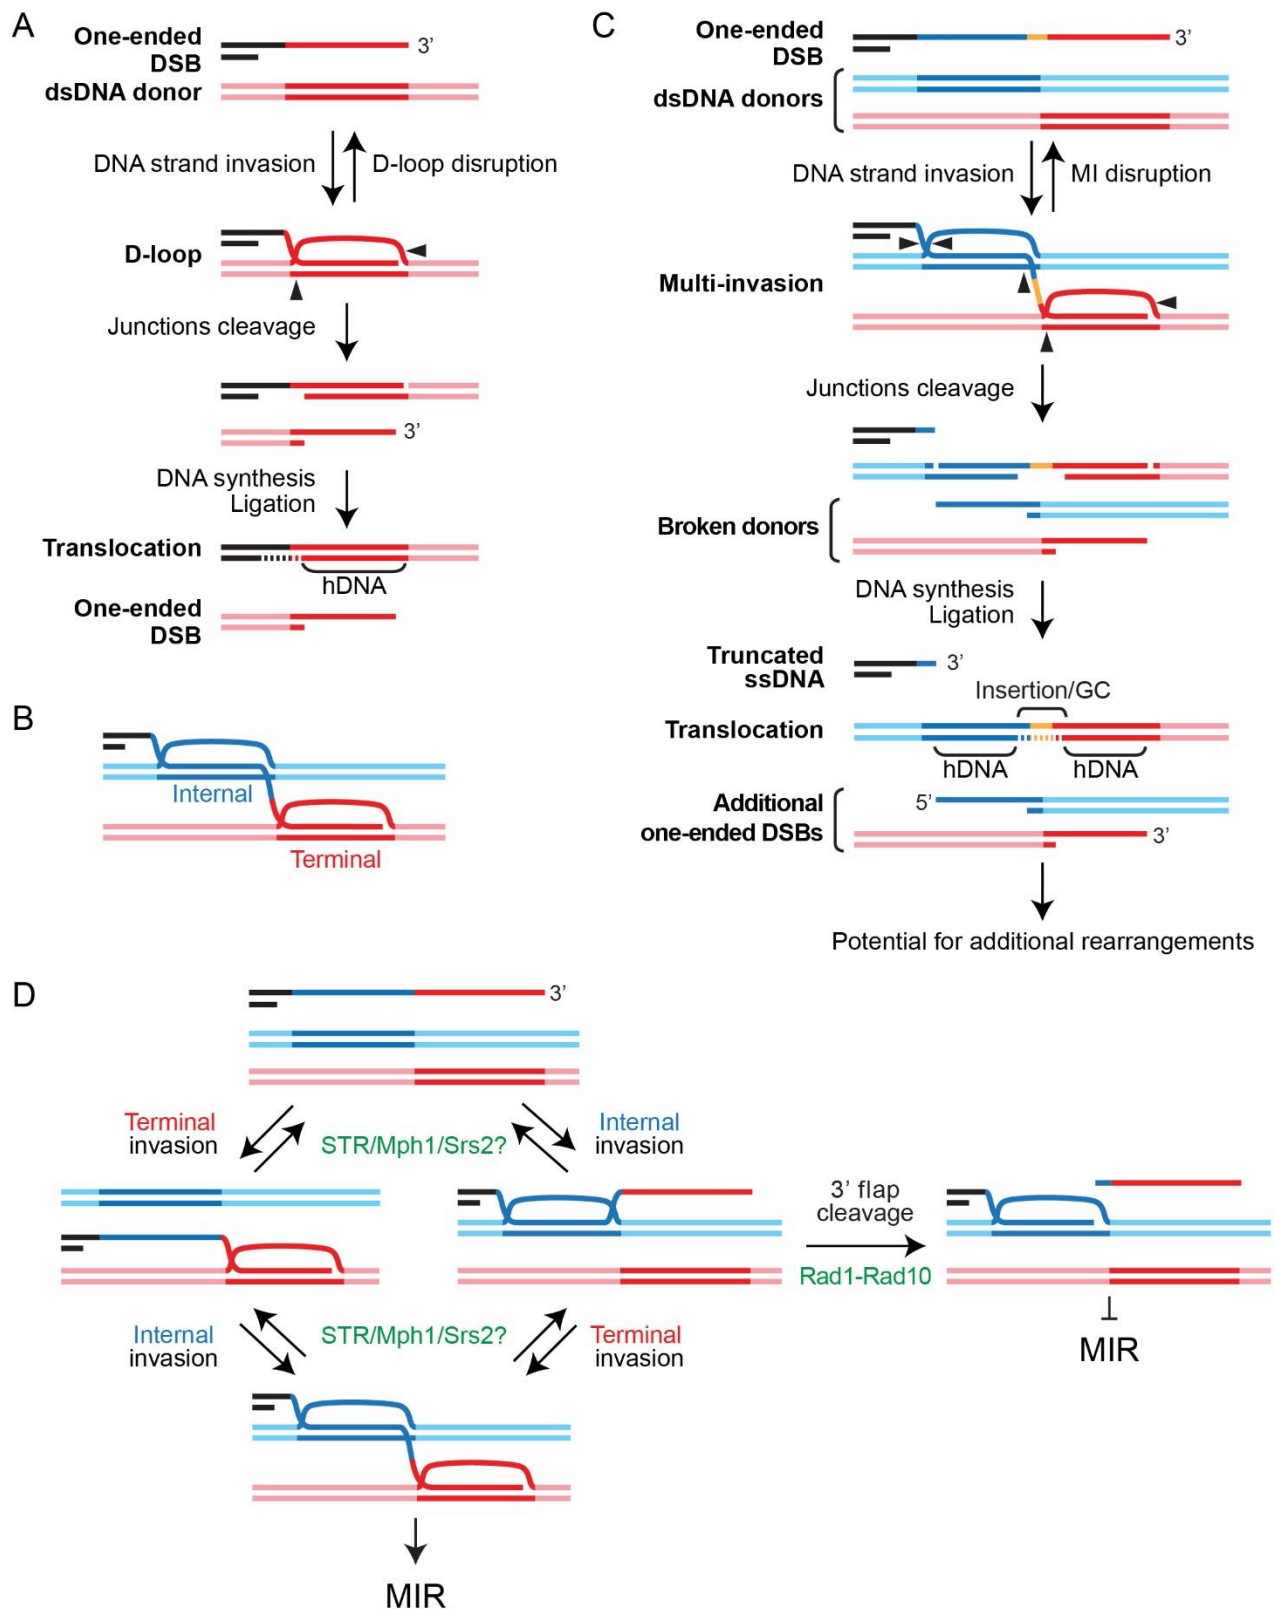 A
One-ended
DSB
3’
dsDNA donor
DNA strand invasion
D-loop disruption
D-loop
Junctions cleavage
3’
DNA synthesis
Ligation
Translocation
hDNA
One-ended
DSB
B
Internal
Terminal
C
One-ended
DSB
3’
dsDNA donors
DNA strand invasion
MI disruption
Multi-invasion
Junctions cleavage
Broken donors
DNA synthesis
Ligation
Truncated
ssDNA
3’
Insertion/GC
Translocation
hDNA
hDNA
Additional
one-ended DSBs
5’
3’
Potential for additional rearrangements
D
3’
Terminal
invasion
STR/Mph1/Srs2?
Internal
invasion
3’ flap
cleavage
Rad1-Rad10
Internal
invasion
STR/Mph1/Srs2?
Terminal
invasion
MIR
MIR